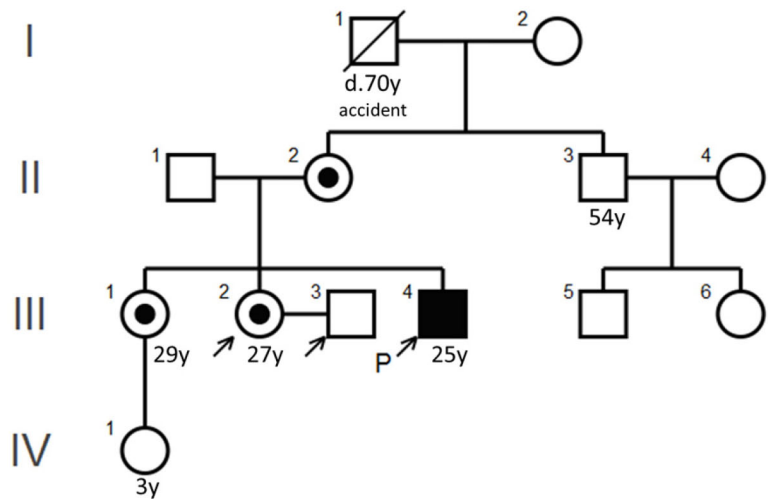 I 1 2
d.70y
accident
II 1 2 3 4
54y
III 1 2 3 4 5 6
29y 27y P 25y
IV 1
3y